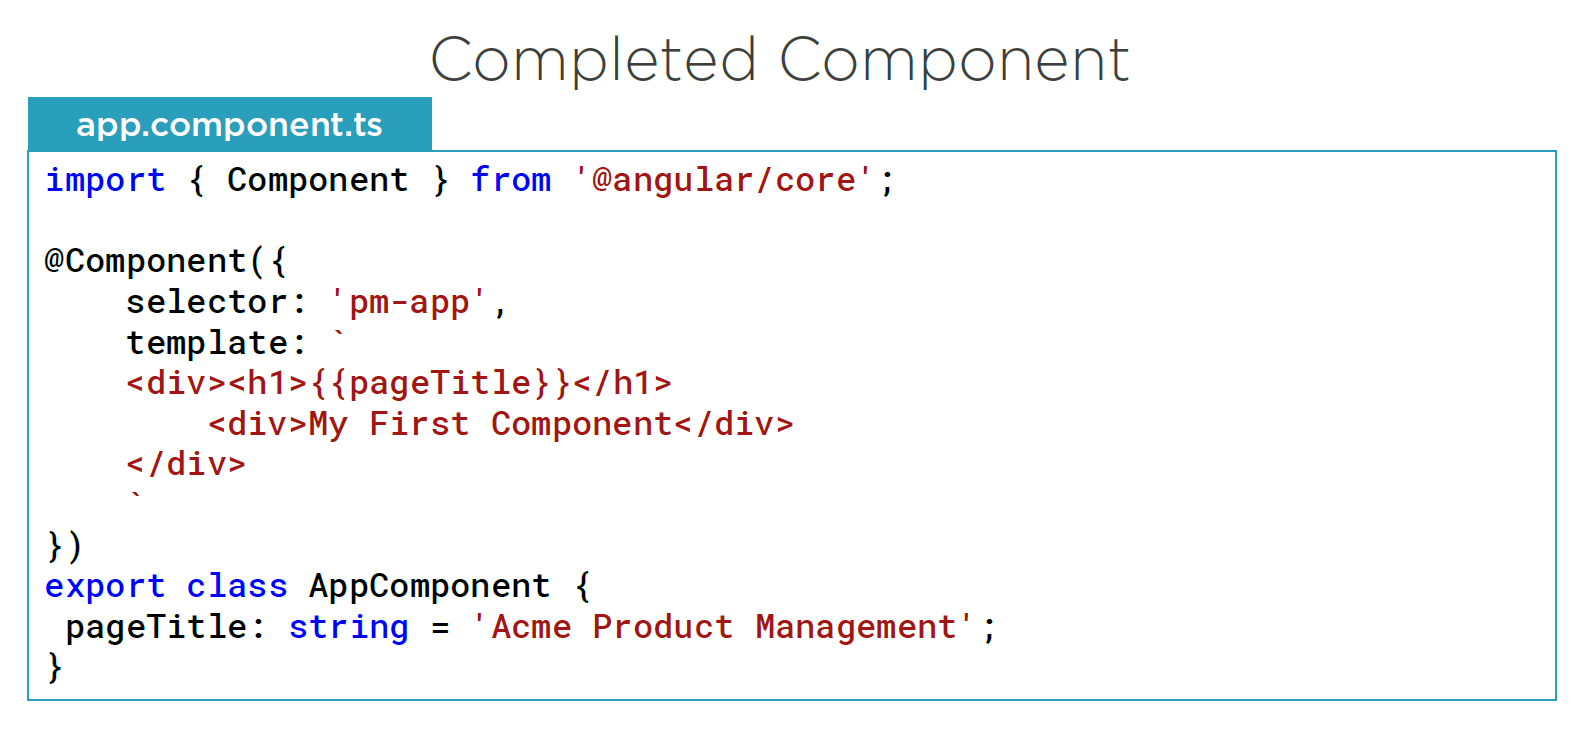 Completed Component
app.component.ts
import { Component } from '@angular/core';
@Component({
    selector: 'pm-app',
    template: `
    <div><h1>{{pageTitle}}</h1>
        <div>My First Component</div>
    </div>
    `
})
export class AppComponent {
 pageTitle: string = 'Acme Product Management';
}